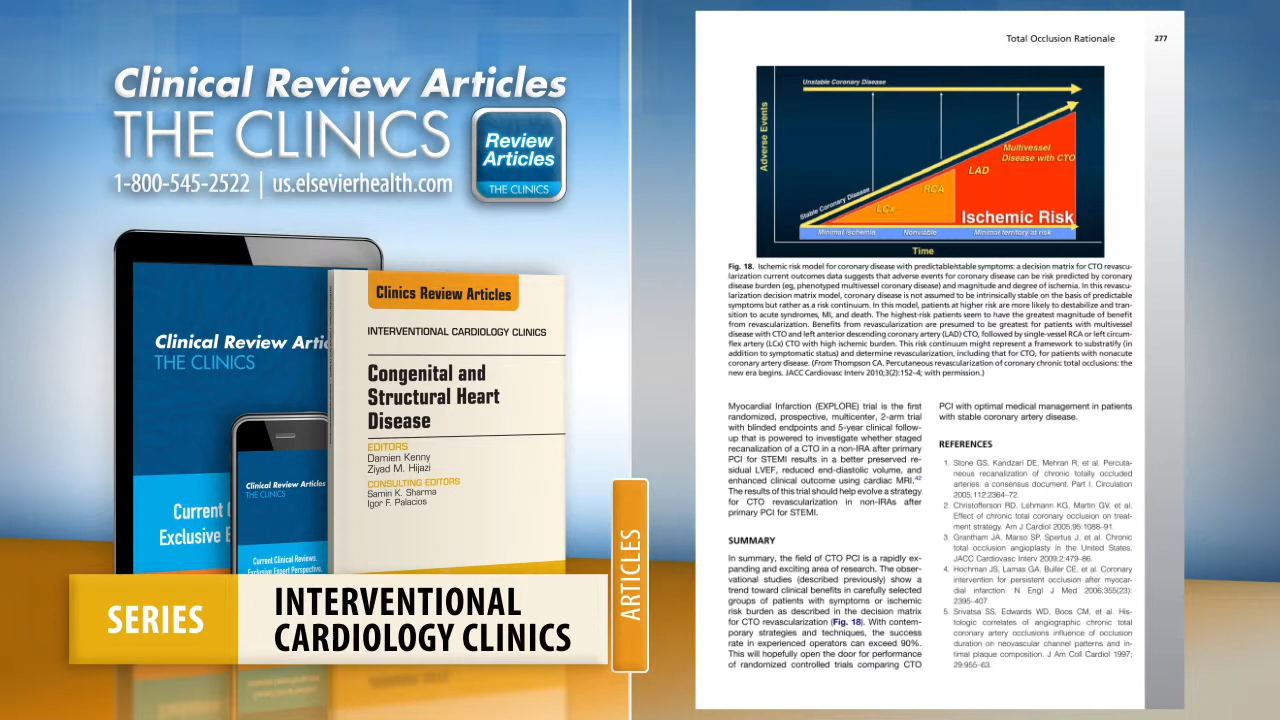 Clinical Review Articles
THE CLINICS
1-800-545-2522 | us.elsevierhealth.com
Review
Articles
THE CLINICS
Clinical Review Artic
THE CLINICS
Current C
Exclusive E
Clinical Review Articles
THE CLINICS
Current Clinical Reviews.
Exclusive Expert Perspective.
Clinics Review Articles
INTERVENTIONAL CARDIOLOGY CLINICS
Congenital and
Structural Heart
Disease
EDITORS
Damien Kenny
Ziyad M. Hijazi
CONSULTING EDITORS
Samin K. Sharma
Igor F. Palacios
SERIES
INTERVENTIONAL
CARDIOLOGY CLINICS
ARTICLES
Total Occlusion Rationale 277
Unstable Coronary Disease
Adverse Events
Multivessel
Disease with CTO
LAD
RCA
Stable Coronary Disease
LCx
Ischemic Risk
Minimal ischemia Nonviable Minimal territory at risk
Time
Fig. 18. Ischemic risk model for coronary disease with predictable/stable symptoms: a decision matrix for CTO revascu-
larization current outcomes data suggests that adverse events for coronary disease can be risk predicted by coronary
disease burden (eg, phenotyped multivessel coronary disease) and magnitude and degree of ischemia. In this revascu-
larization decision matrix model, coronary disease is not assumed to be intrinsically stable on the basis of predictable
symptoms but rather as a risk continuum. In this model, patients at higher risk are more likely to destabilize and tran-
sition to acute syndromes, MI, and death. The highest-risk patients seem to have the greatest magnitude of benefit
from revascularization. Benefits from revascularization are presumed to be greatest for patients with multivessel
disease with CTO and left anterior descending coronary artery (LAD) CTO, followed by single-vessel RCA or left circum-
flex artery (LCx) CTO with high ischemic burden. This risk continuum might represent a framework to substratify (in
addition to symptomatic status) and determine revascularization, including that for CTO, for patients with nonacute
coronary artery disease. (From Thompson CA. Percutaneous revascularization of coronary chronic total occlusions: the
new era begins. JACC Cardiovasc Interv 2010;3(2):152–4; with permission.)
Myocardial Infarction (EXPLORE) trial is the first
randomized, prospective, multicenter, 2-arm trial
with blinded endpoints and 5-year clinical follow-
up that is powered to investigate whether staged
recanalization of a CTO in a non-IRA after primary
PCI for STEMI results in a better preserved re-
sidual LVEF, reduced end-diastolic volume, and
enhanced clinical outcome using cardiac MRI.42
The results of this trial should help evolve a strategy
for CTO revascularization in non-IRAs after
primary PCI for STEMI.
SUMMARY
In summary, the field of CTO PCI is a rapidly ex-
panding and exciting area of research. The obser-
vational studies (described previously) show a
trend toward clinical benefits in carefully selected
groups of patients with symptoms or ischemic
risk burden as described in the decision matrix
for CTO revascularization (Fig. 18). With contem-
porary strategies and techniques, the success
rate in experienced operators can exceed 90%.
This will hopefully open the door for performance
of randomized controlled trials comparing CTO
PCI with optimal medical management in patients
with stable coronary artery disease.
REFERENCES
1. Stone GS, Kandzari DE, Mehran R, et al. Percuta-
neous recanalization of chronic totally occluded
arteries: a consensus document. Part I. Circulation
2005;112:2364–72.
2. Christofferson RD, Lehmann KG, Martin GV, et al.
Effect of chronic total coronary occlusion on treat-
ment strategy. Am J Cardiol 2005;95:1088–91.
3. Grantham JA, Marso SP, Spertus J, et al. Chronic
total occlusion angioplasty in the United States.
JACC Cardiovasc Interv 2009;2:479–86.
4. Hochman JS, Lamas GA, Buller CE, et al. Coronary
intervention for persistent occlusion after myocar-
dial infarction. N Engl J Med 2006;355(23):
2395–407.
5. Srivatsa SS, Edwards WD, Boos CM, et al. His-
tologic correlates of angiographic chronic total
coronary artery occlusions influence of occlusion
duration on neovascular channel patterns and in-
timal plaque composition. J Am Coll Cardiol 1997;
29:955–63.